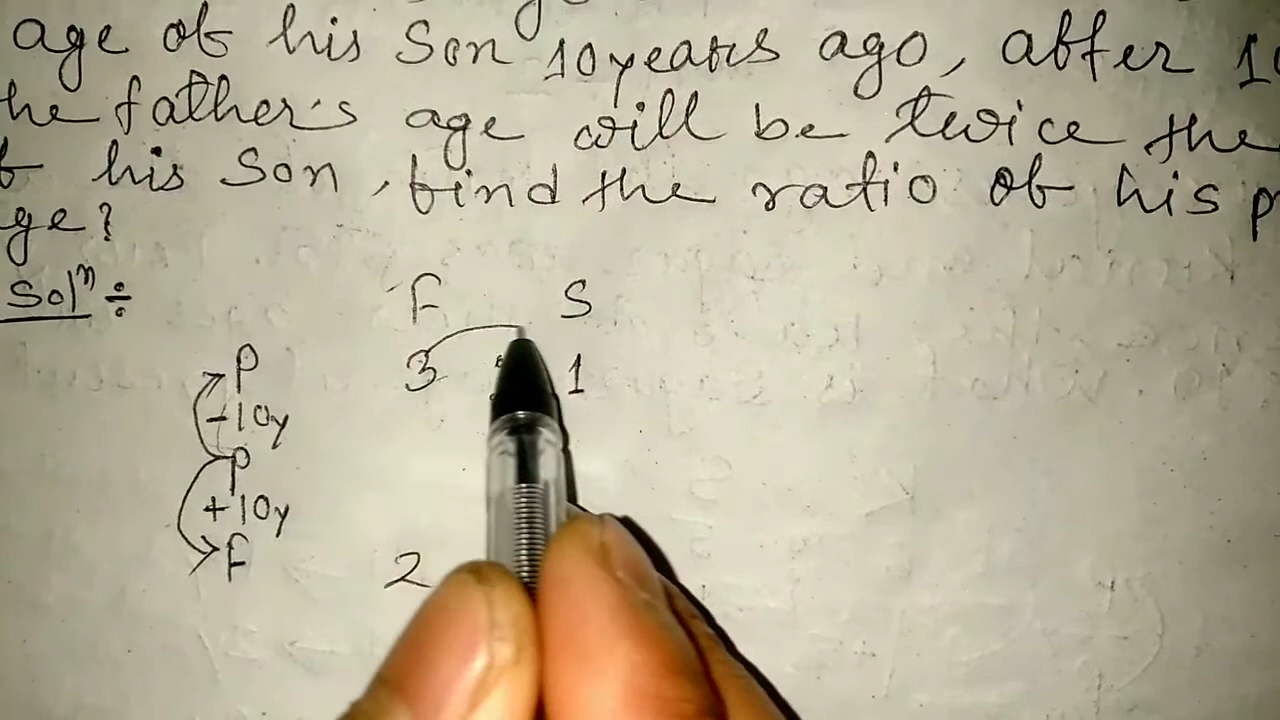 age of his Son 10 years ago, after 10
he father's age will be twice the
f his Son, find the ratio of his p
ge?
Solⁿ ÷
F S
3 : 1
P
-10y
P
+10y
F
2